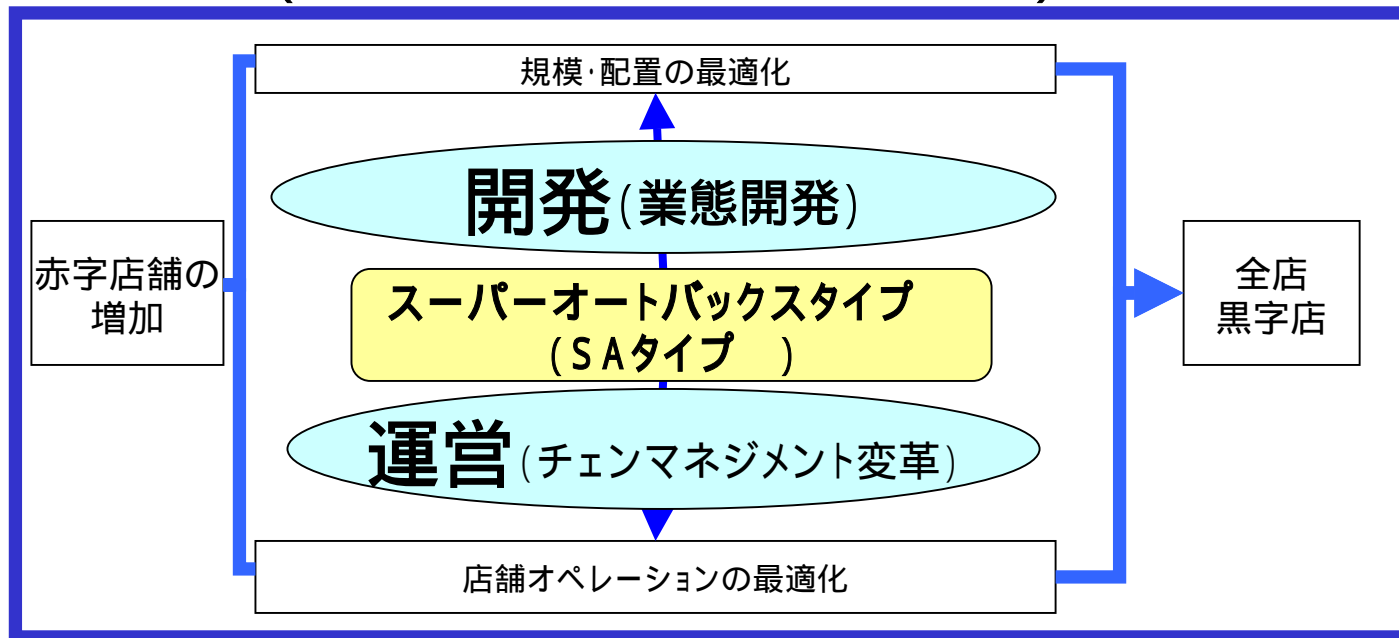 規模・配置の最適化
開発(業態開発)
赤字店舗の
増加
スーパーオートバックスタイプ
(SAタイプ　)
全店
黒字店
運営(チェンマネジメント変革)
店舗オペレーションの最適化